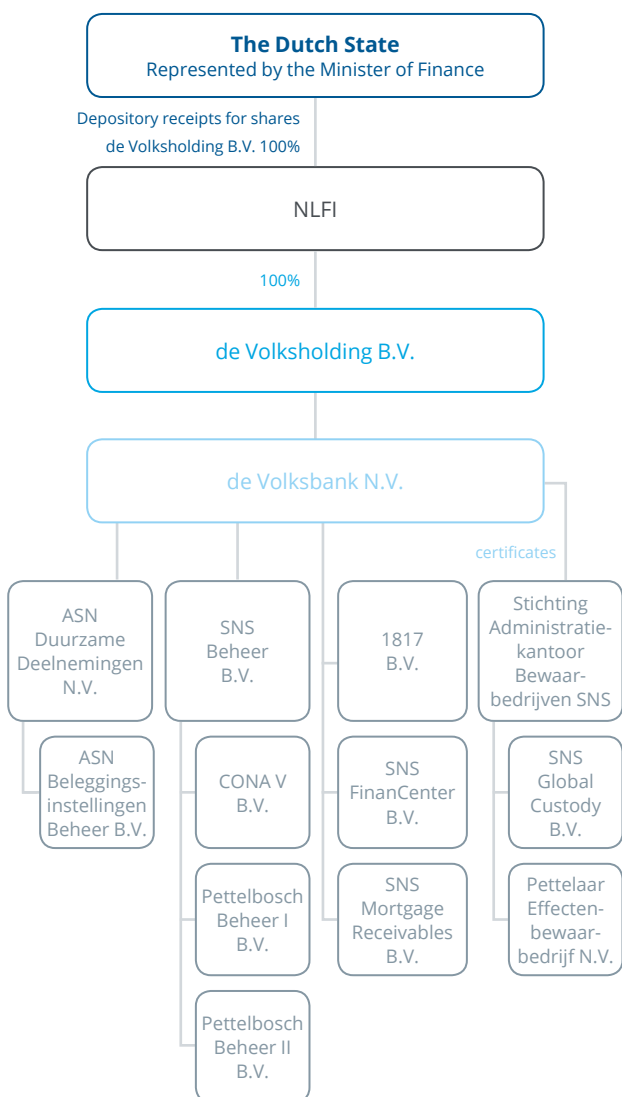 The Dutch State
Represented by the Minister of Finance
Depository receipts for shares
de Volksholding B.V. 100%
NLFI
100%
de Volksholding B.V.
de Volksbank N.V.
certificates
ASN
Duurzame
Deelnemingen
N.V.
SNS
Beheer
B.V.
1817
B.V.
Stichting
Administratie-
kantoor
Bewaar-
bedrijven SNS
ASN
Beleggings-
instellingen
Beheer B.V.
CONA V
B.V.
SNS
FinanCenter
B.V.
SNS
Global
Custody
B.V.
Pettelbosch
Beheer I
B.V.
SNS
Mortgage
Receivables
B.V.
Pettelaar
Effecten-
bewaar-
bedrijf N.V.
Pettelbosch
Beheer II
B.V.